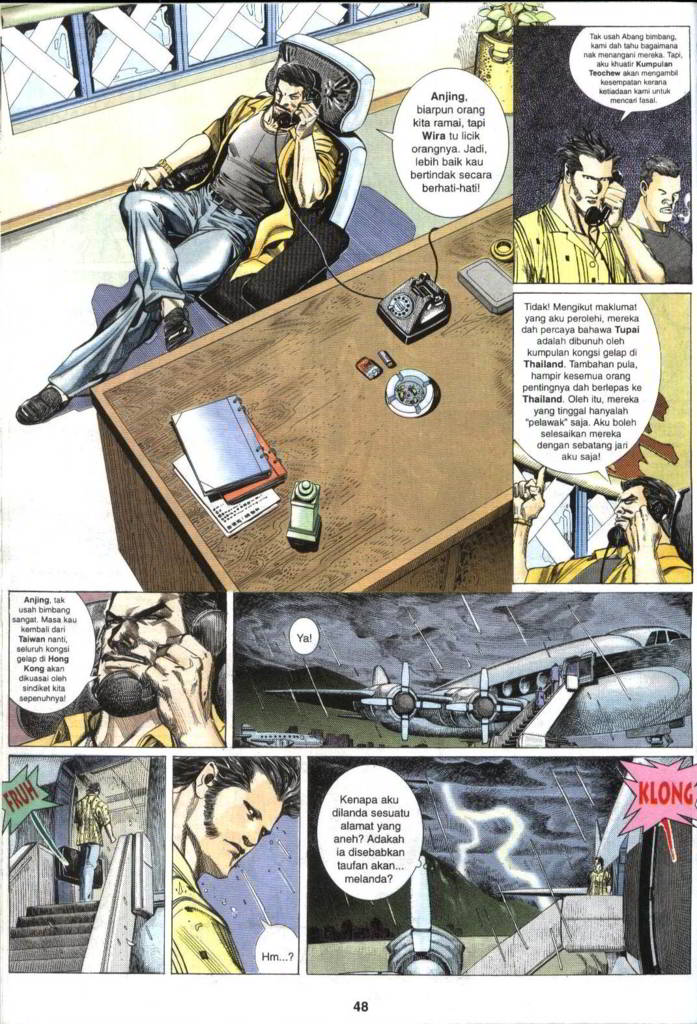 Anjing,
biarpun orang
kita ramai, tapi
Wira tu licik
orangnya. Jadi,
lebih baik kau
bertindak secara
berhati-hati!
Tak usah Abang bimbang,
kami dah tahu bagaimana
nak menangani mereka. Tapi,
aku khuatir Kumpulan
Teochew akan mengambil
kesempatan kerana
ketiadaan kami untuk
mencari fasal.
Tidak! Mengikut maklumat
yang aku perolehi, mereka
dah percaya bahawa Tupai
adalah dibunuh oleh
kumpulan kongsi gelap di
Thailand. Tambahan pula,
hampir kesemua orang
pentingnya dah berlepas ke
Thailand. Oleh itu, mereka
yang tinggal hanyalah
"pelawak" saja. Aku boleh
selesaikan mereka
dengan sebatang jari
aku saja!
Anjing, tak
usah bimbang
sangat. Masa kau
kembali dari
Taiwan nanti,
seluruh kongsi
gelap di Hong
Kong akan
dikuasai oleh
sindiket kita
sepenuhnya!
Ya!
FRUH
Hm...?
Kenapa aku
dilanda sesuatu
alamat yang
aneh? Adakah
ia disebabkan
taufan akan...
melanda?
KLONG
48